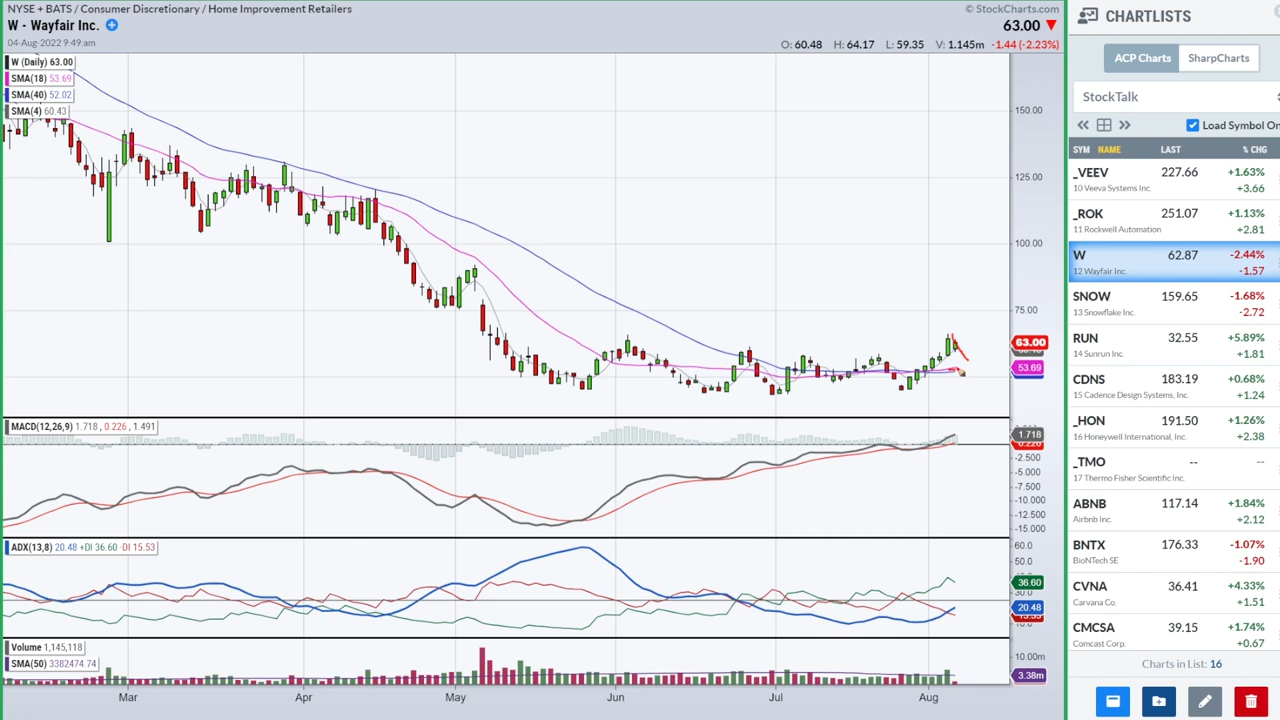 NYSE + BATS / Consumer Discretionary / Home Improvement Retailers
© StockCharts.com
W - Wayfair Inc.
63.00
04-Aug-2022 9:49am
O: 60.48 H: 64.17 L: 59.35 V: 1.145m -1.44 (-2.23%)
W (Daily) 63.00
SMA(18) 53.69
SMA(40) 52.02
SMA(4) 60.43
150.00
125.00
100.00
75.00
63.00
53.69
MACD(12,26,9) 1.718 , 0.226 , 1.491
1.718
-2.500
-5.000
-7.500
-10.000
-12.500
-15.000
ADX(13,8) 20.48 +DI 36.60 -DI 15.53
60.0
50.0
36.60
30.0
20.48
10.0
Volume 1,145,118
SMA(50) 3382474.74
10.00m
3.38m
Mar Apr May Jun Jul Aug
CHARTLISTS
ACP Charts SharpCharts
StockTalk
Load Symbol On
SYM NAME LAST % CHG
_VEEV 227.66 +1.63%
10 Veeva Systems Inc. +3.66
_ROK 251.07 +1.13%
11 Rockwell Automation +2.81
W 62.87 -2.44%
12 Wayfair Inc. -1.57
SNOW 159.65 -1.68%
13 Snowflake Inc. -2.72
RUN 32.55 +5.89%
14 Sunrun Inc. +1.81
CDNS 183.19 +0.68%
15 Cadence Design Systems, Inc. +1.24
_HON 191.50 +1.26%
16 Honeywell International, Inc. +2.38
_TMO -- --
17 Thermo Fisher Scientific Inc.
ABNB 117.14 +1.84%
Airbnb Inc. +2.12
BNTX 176.33 -1.07%
BioNTech SE -1.90
CVNA 36.41 +4.33%
Carvana Co. +1.51
CMCSA 39.15 +1.74%
Comcast Corp. +0.67
Charts in List: 16